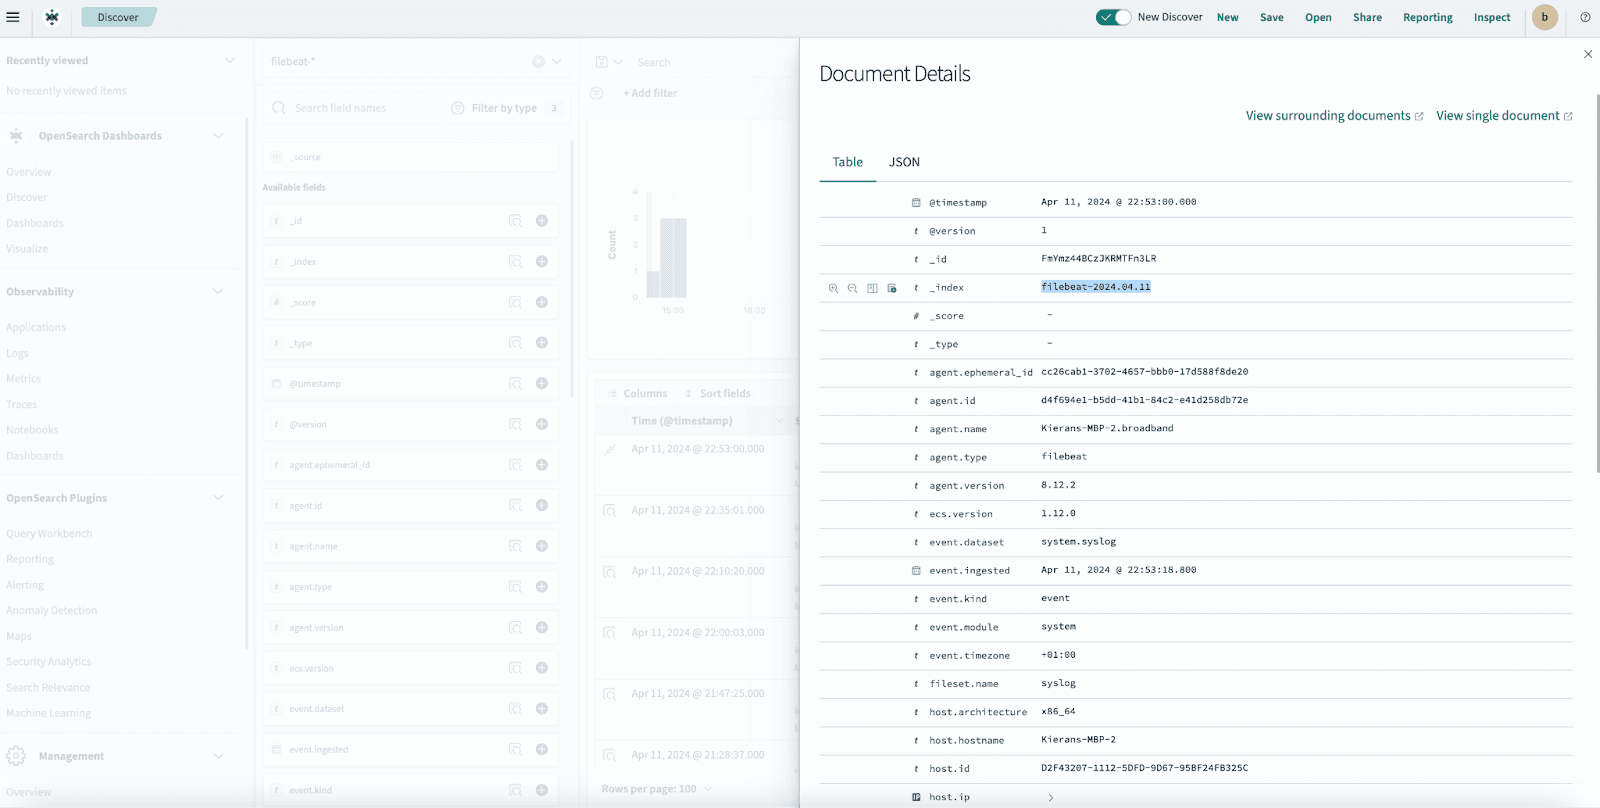 Discover
New Discover New Save Open Share Reporting Inspect b
Recently viewed
No recently viewed items
OpenSearch Dashboards
Overview
Discover
Dashboards
Visualize
Observability
Applications
Logs
Metrics
Traces
Notebooks
Dashboards
OpenSearch Plugins
Query Workbench
Reporting
Alerting
Anomaly Detection
Maps
Security Analytics
Search Relevance
Machine Learning
Management
Overview
filebeat-*
Search field names
Filter by type 3
_source
Available fields
t _id
t _index
# _score
t _type
@timestamp
t @version
t agent.ephemeral_id
t agent.id
t agent.name
t agent.type
t agent.version
t ecs.version
t event.dataset
event.ingested
t event.kind
Search
+ Add filter
Count
4
3
2
1
0
16:00 18:00
Columns Sort fields
Time (@timestamp)
Apr 11, 2024 @ 22:53:00.000
Apr 11, 2024 @ 22:35:01.000
Apr 11, 2024 @ 22:10:20.000
Apr 11, 2024 @ 22:00:03.000
Apr 11, 2024 @ 21:47:25.000
Apr 11, 2024 @ 21:28:37.000
Rows per page: 100
Document Details
View surrounding documents View single document
Table JSON
@timestamp Apr 11, 2024 @ 22:53:00.000
t @version 1
t _id FmYmz44BCzJKRMTFn3LR
t _index filebeat-2024.04.11
# _score –
t _type –
t agent.ephemeral_id cc26cab1-3702-4657-bbb0-17d588f8de20
t agent.id d4f694e1-b5dd-41b1-84c2-e41d258db72e
t agent.name Kierans-MBP-2.broadband
t agent.type filebeat
t agent.version 8.12.2
t ecs.version 1.12.0
t event.dataset system.syslog
event.ingested Apr 11, 2024 @ 22:53:18.800
t event.kind event
t event.module system
t event.timezone +01:00
t fileset.name syslog
t host.architecture x86_64
t host.hostname Kierans-MBP-2
t host.id D2F43207-1112-5DFD-9D67-95BF24FB325C
host.ip